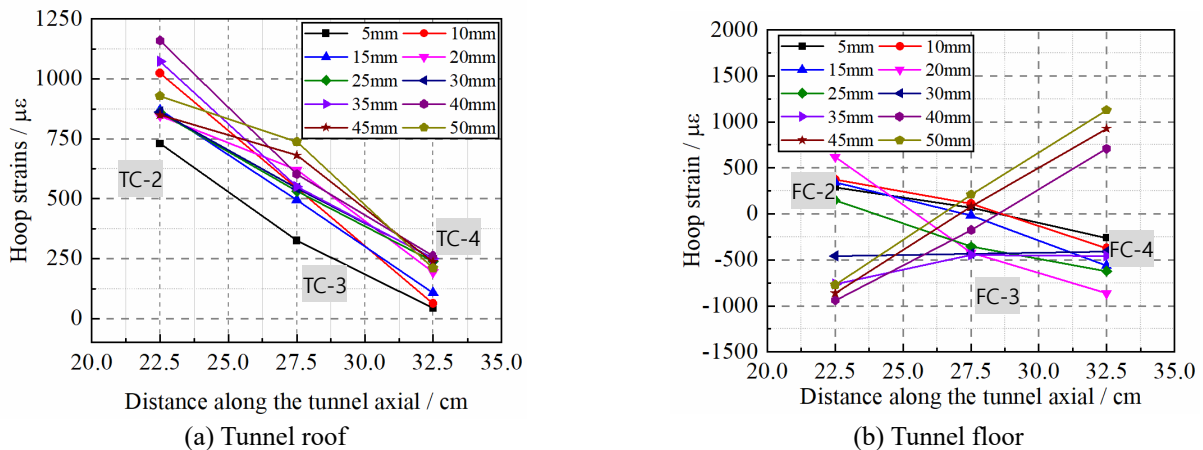 1250
1000
750
500
250
0
Hoop strains / με
5mm 10mm
15mm 20mm
25mm 30mm
35mm 40mm
45mm 50mm
TC-2
TC-3
TC-4
20.0 22.5 25.0 27.5 30.0 32.5 35.0
Distance along the tunnel axial / cm
(a) Tunnel roof
2000
1500
1000
500
0
-500
-1000
-1500
Hoop strain / με
5mm 10mm
15mm 20mm
25mm 30mm
35mm 40mm
45mm 50mm
FC-2
FC-3
FC-4
20.0 22.5 25.0 27.5 30.0 32.5 35.0
Distance along the tunnel axial / cm
(b) Tunnel floor